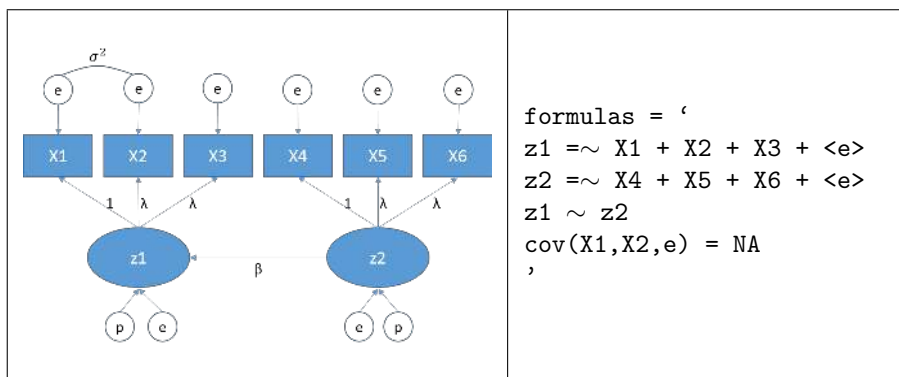 σ²
e e e e e e
X1 X2 X3 X4 X5 X6
1 λ λ 1 λ λ
z1 β z2
p e e p
formulas = ‘
z1 =∼ X1 + X2 + X3 + <e>
z2 =∼ X4 + X5 + X6 + <e>
z1 ∼ z2
cov(X1,X2,e) = NA
’